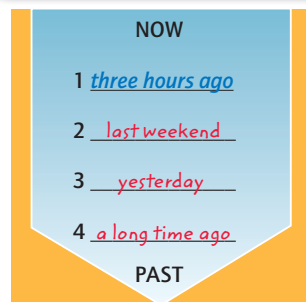 NOW
1 three hours ago
2 last weekend
3 yesterday
4 a long time ago
PAST